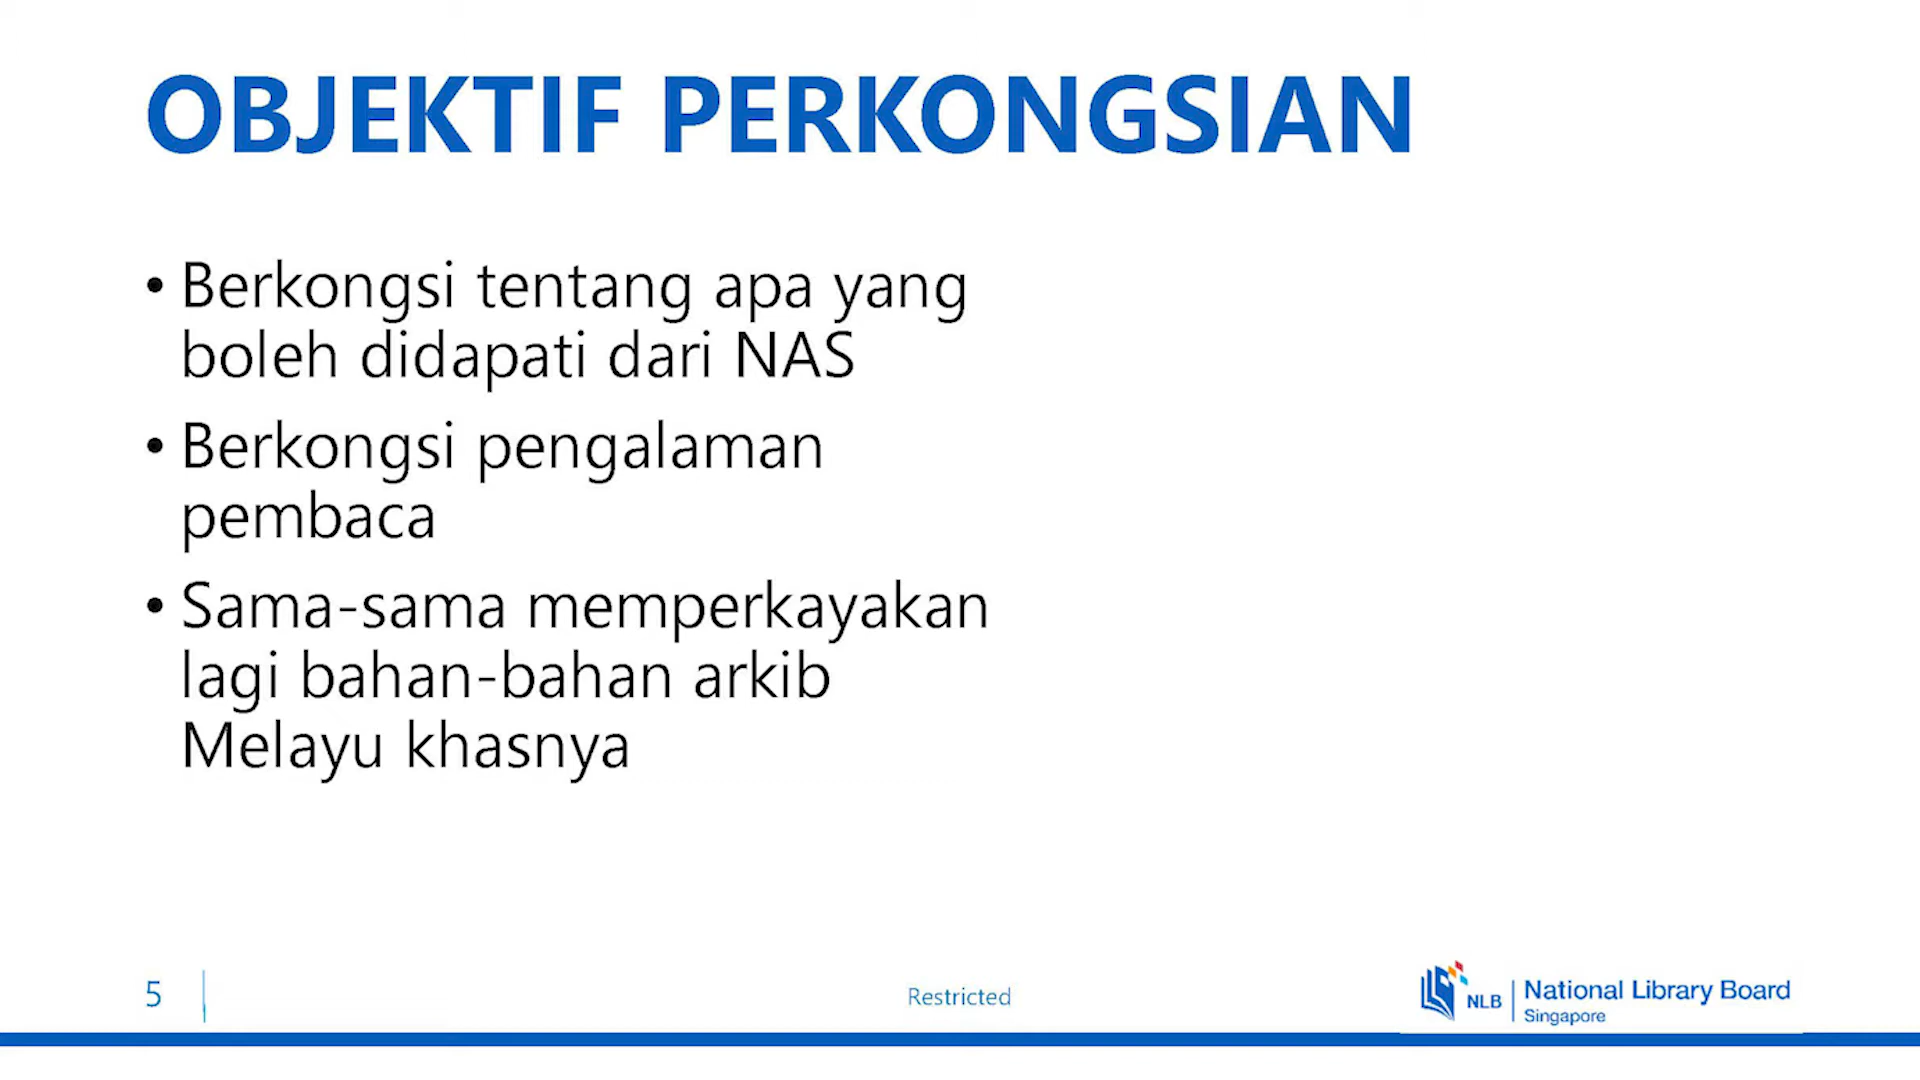 OBJEKTIF PERKONGSIAN
• Berkongsi tentang apa yang
boleh didapati dari NAS
• Berkongsi pengalaman
pembaca
• Sama-sama memperkayakan
lagi bahan-bahan arkib
Melayu khasnya
5
Restricted
NLB
National Library Board
Singapore